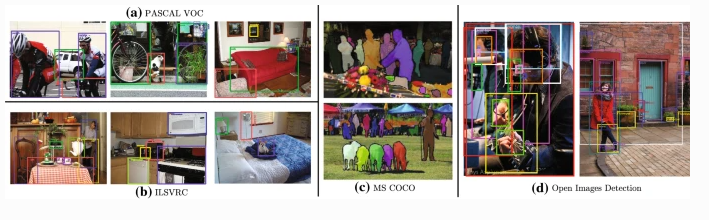 (a) PASCAL VOC
(b) ILSVRC
(c) MS COCO
(d) Open Images Detection